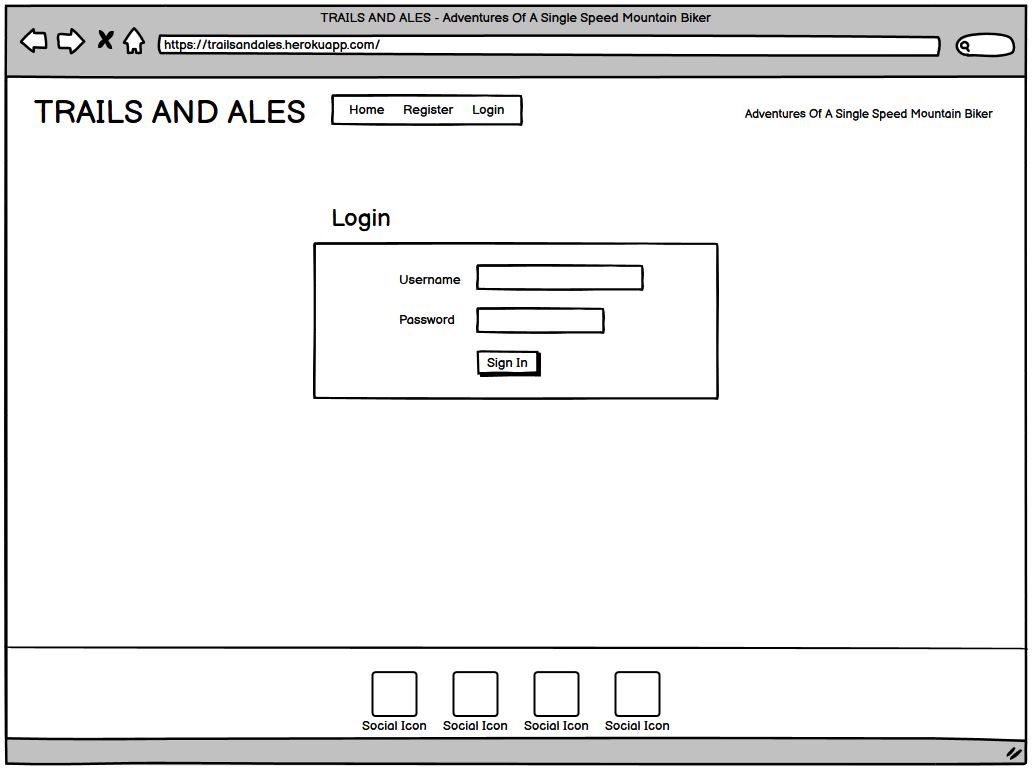 TRAILS AND ALES - Adventures Of A Single Speed Mountain Biker
https://trailsandales.herokuapp.com/
TRAILS AND ALES
Home Register Login
Adventures Of A Single Speed Mountain Biker
Login
Username
Password
Sign In
Social Icon Social Icon Social Icon Social Icon